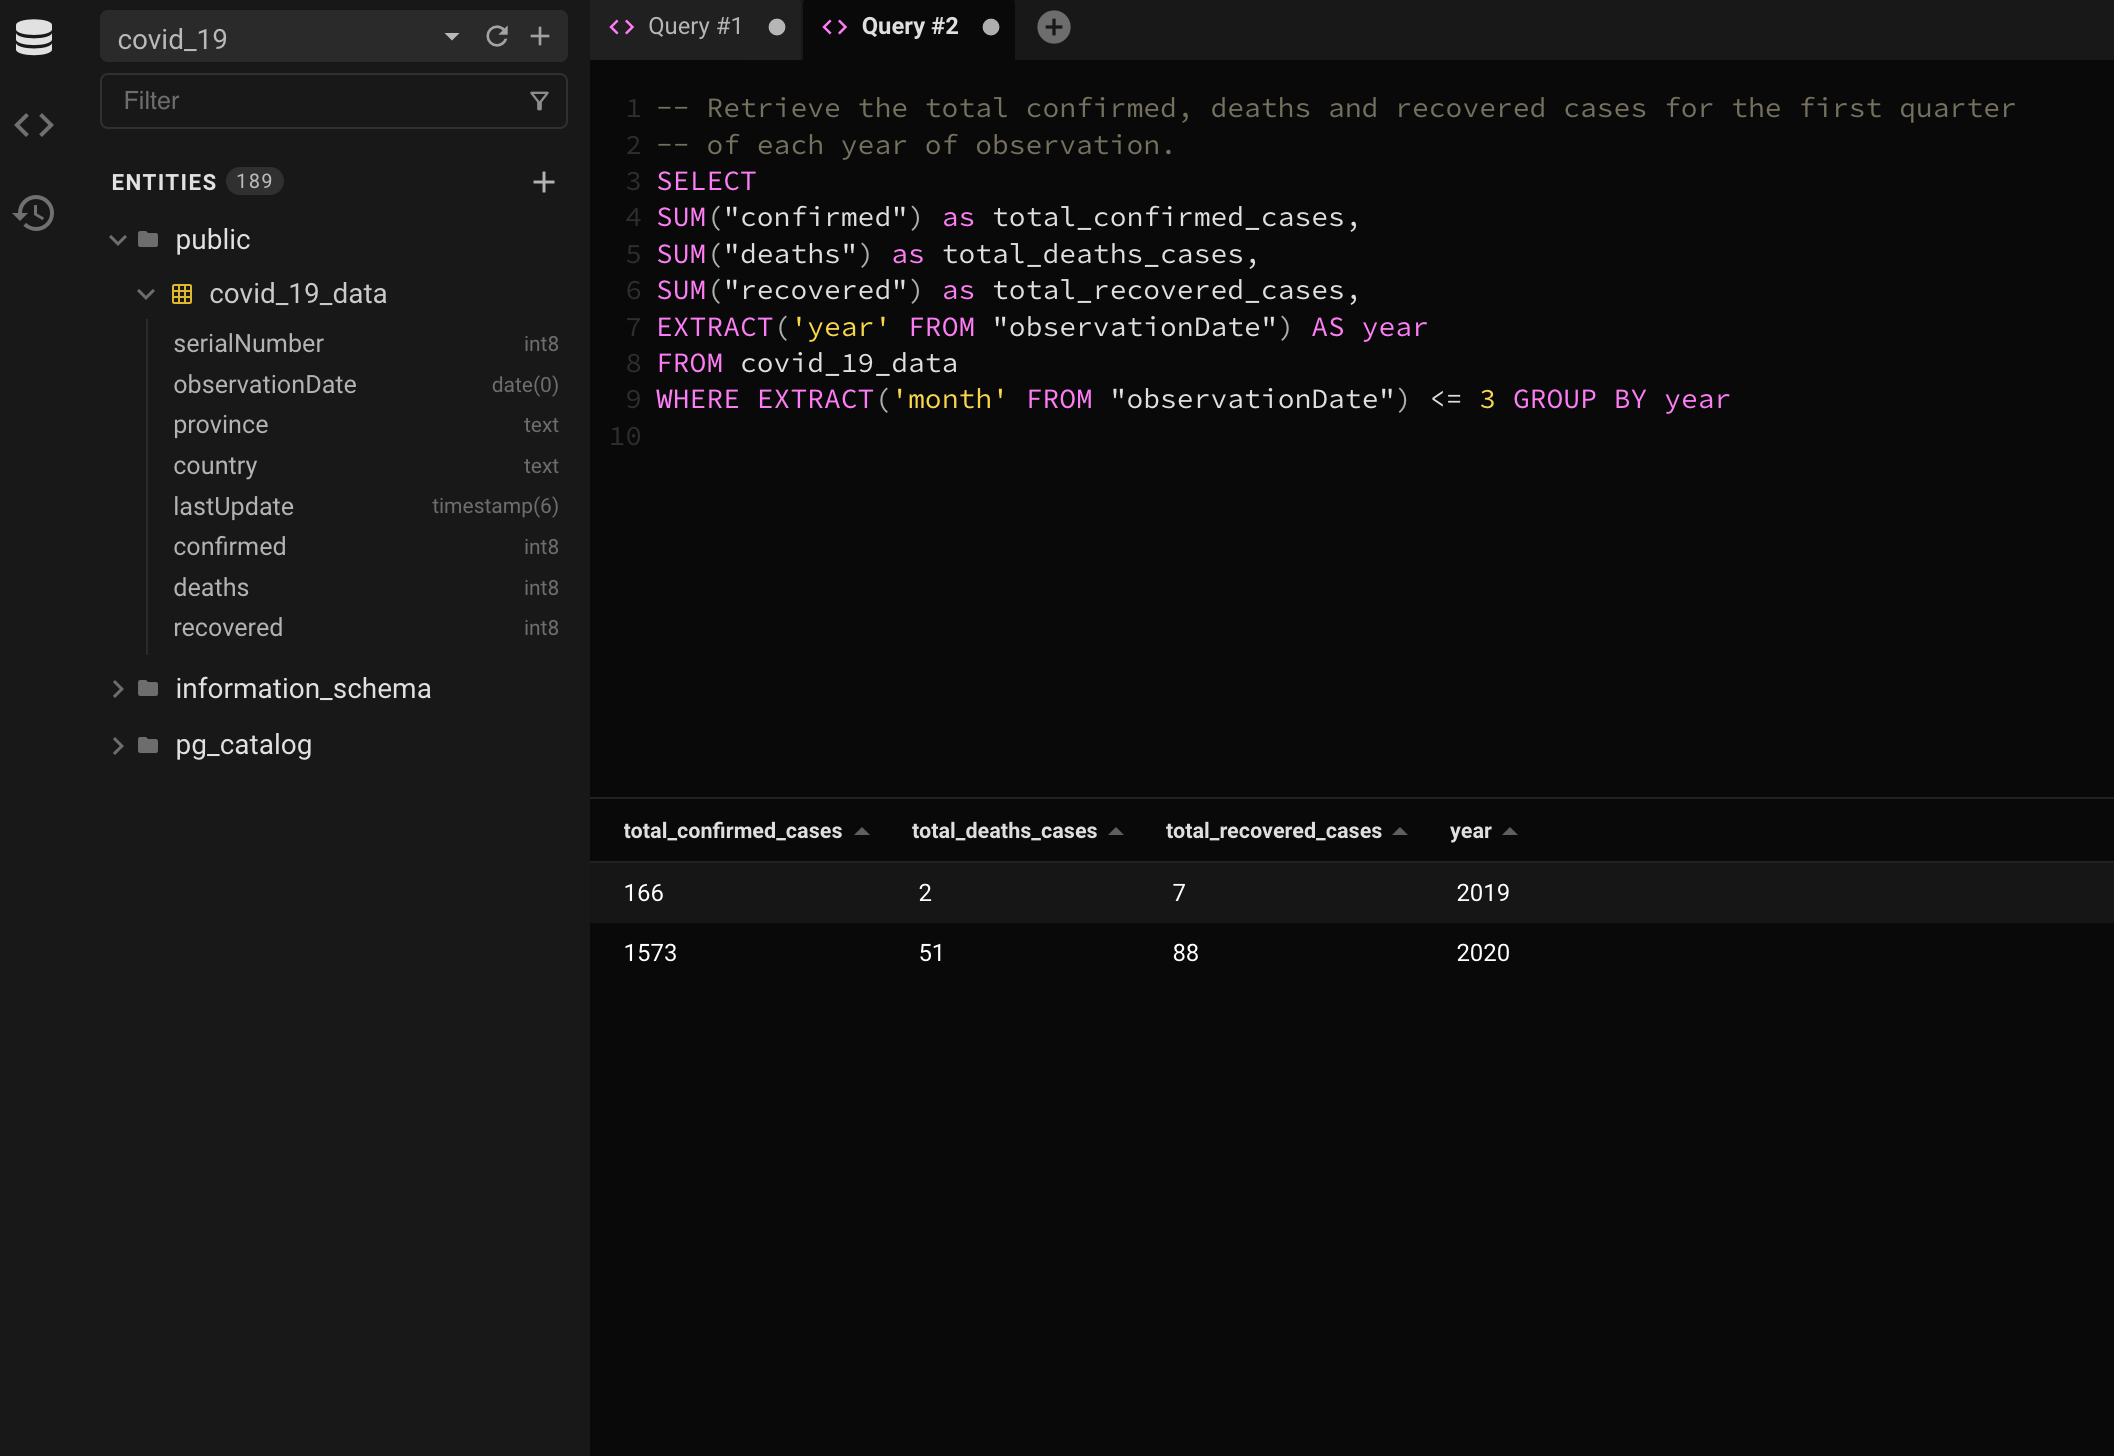 covid_19
Filter
ENTITIES 189
public
covid_19_data
serialNumber int8
observationDate date(0)
province text
country text
lastUpdate timestamp(6)
confirmed int8
deaths int8
recovered int8
information_schema
pg_catalog
Query #1
Query #2
1 -- Retrieve the total confirmed, deaths and recovered cases for the first quarter
2 -- of each year of observation.
3 SELECT
4 SUM("confirmed") as total_confirmed_cases,
5 SUM("deaths") as total_deaths_cases,
6 SUM("recovered") as total_recovered_cases,
7 EXTRACT('year' FROM "observationDate") AS year
8 FROM covid_19_data
9 WHERE EXTRACT('month' FROM "observationDate") <= 3 GROUP BY year
10
total_confirmed_cases total_deaths_cases total_recovered_cases year
166 2 7 2019
1573 51 88 2020